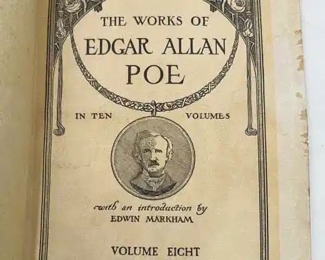 THE WORKS OF
EDGAR ALLAN
POE
IN TEN VOLUMES
with an introduction by
EDWIN MARKHAM
VOLUME EIGHT